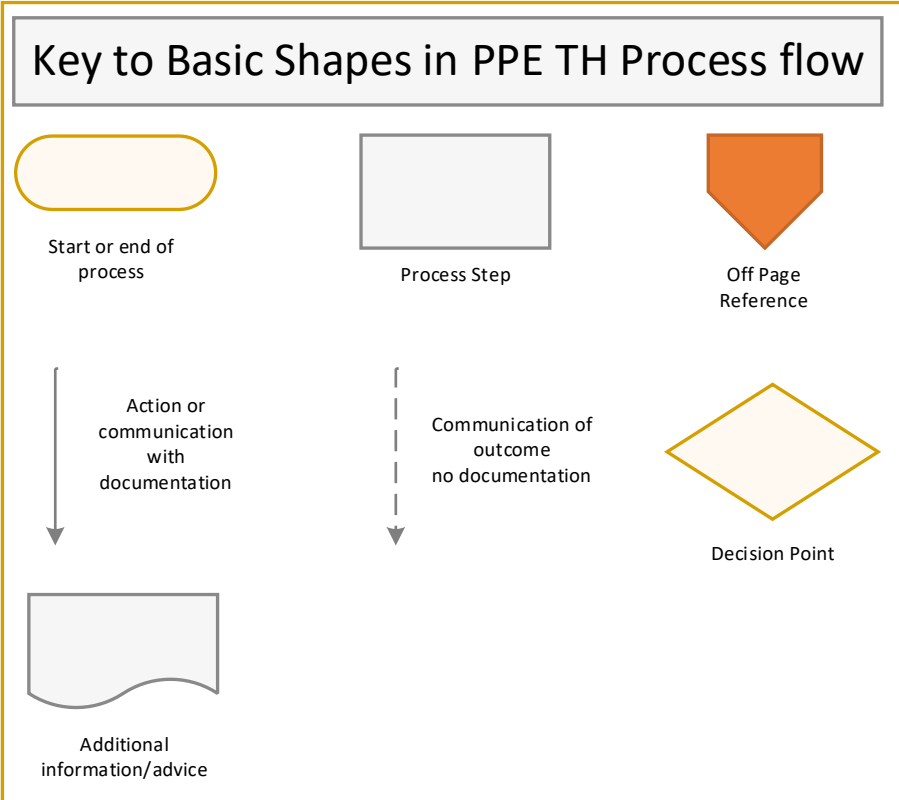 Key to Basic Shapes in PPE TH Process flow
Start or end of
process
Process Step
Off Page
Reference
Action or
communication
with
documentation
Communication of
outcome
no documentation
Decision Point
Additional
information/advice